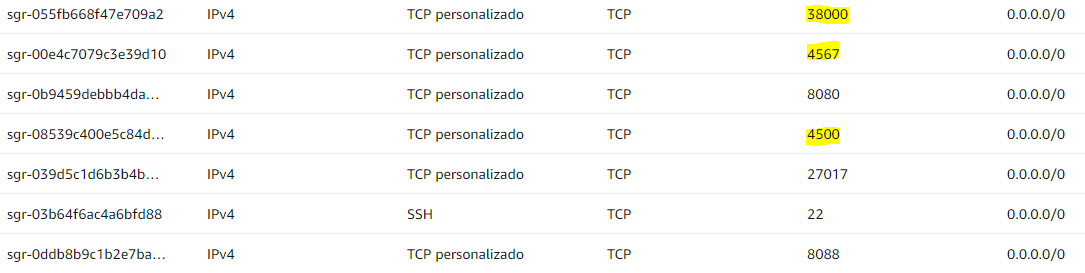 sgr-055fb668f47e709a2 IPv4 TCP personalizado TCP 38000 0.0.0.0/0
sgr-00e4c7079c3e39d10 IPv4 TCP personalizado TCP 4567 0.0.0.0/0
sgr-0b9459debbb4da... IPv4 TCP personalizado TCP 8080 0.0.0.0/0
sgr-08539c400e5c84d... IPv4 TCP personalizado TCP 4500 0.0.0.0/0
sgr-039d5c1d6b3b4b... IPv4 TCP personalizado TCP 27017 0.0.0.0/0
sgr-03b64f6ac4a6bfd88 IPv4 SSH TCP 22 0.0.0.0/0
sgr-0ddb8b9c1b2e7ba... IPv4 TCP personalizado TCP 8088 0.0.0.0/0